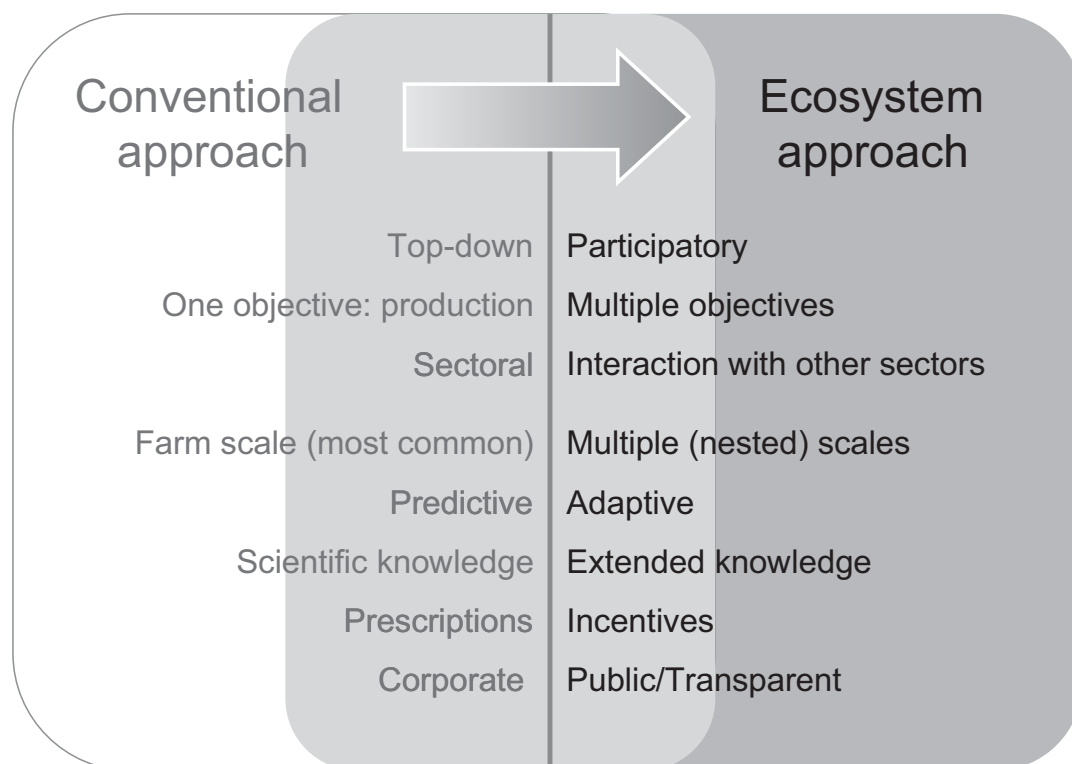 Conventional
approach
Ecosystem
approach
Top-down Participatory
One objective: production Multiple objectives
Sectoral Interaction with other sectors
Farm scale (most common) Multiple (nested) scales
Predictive Adaptive
Scientific knowledge Extended knowledge
Prescriptions Incentives
Corporate Public/Transparent